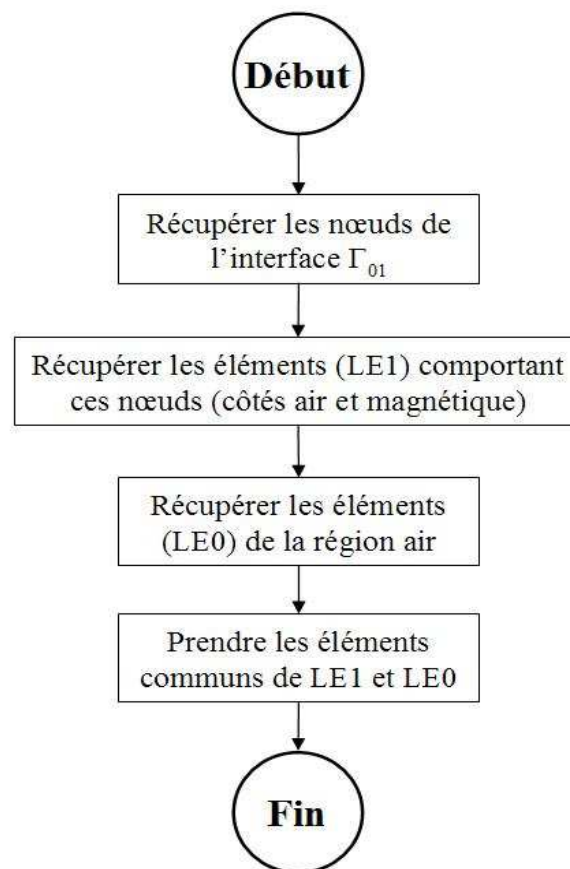 Début
Récupérer les nœuds de
l'interface Γ₀₁
Récupérer les éléments (LE1) comportant
ces nœuds (côtés air et magnétique)
Récupérer les éléments
(LE0) de la région air
Prendre les éléments
communs de LE1 et LE0
Fin